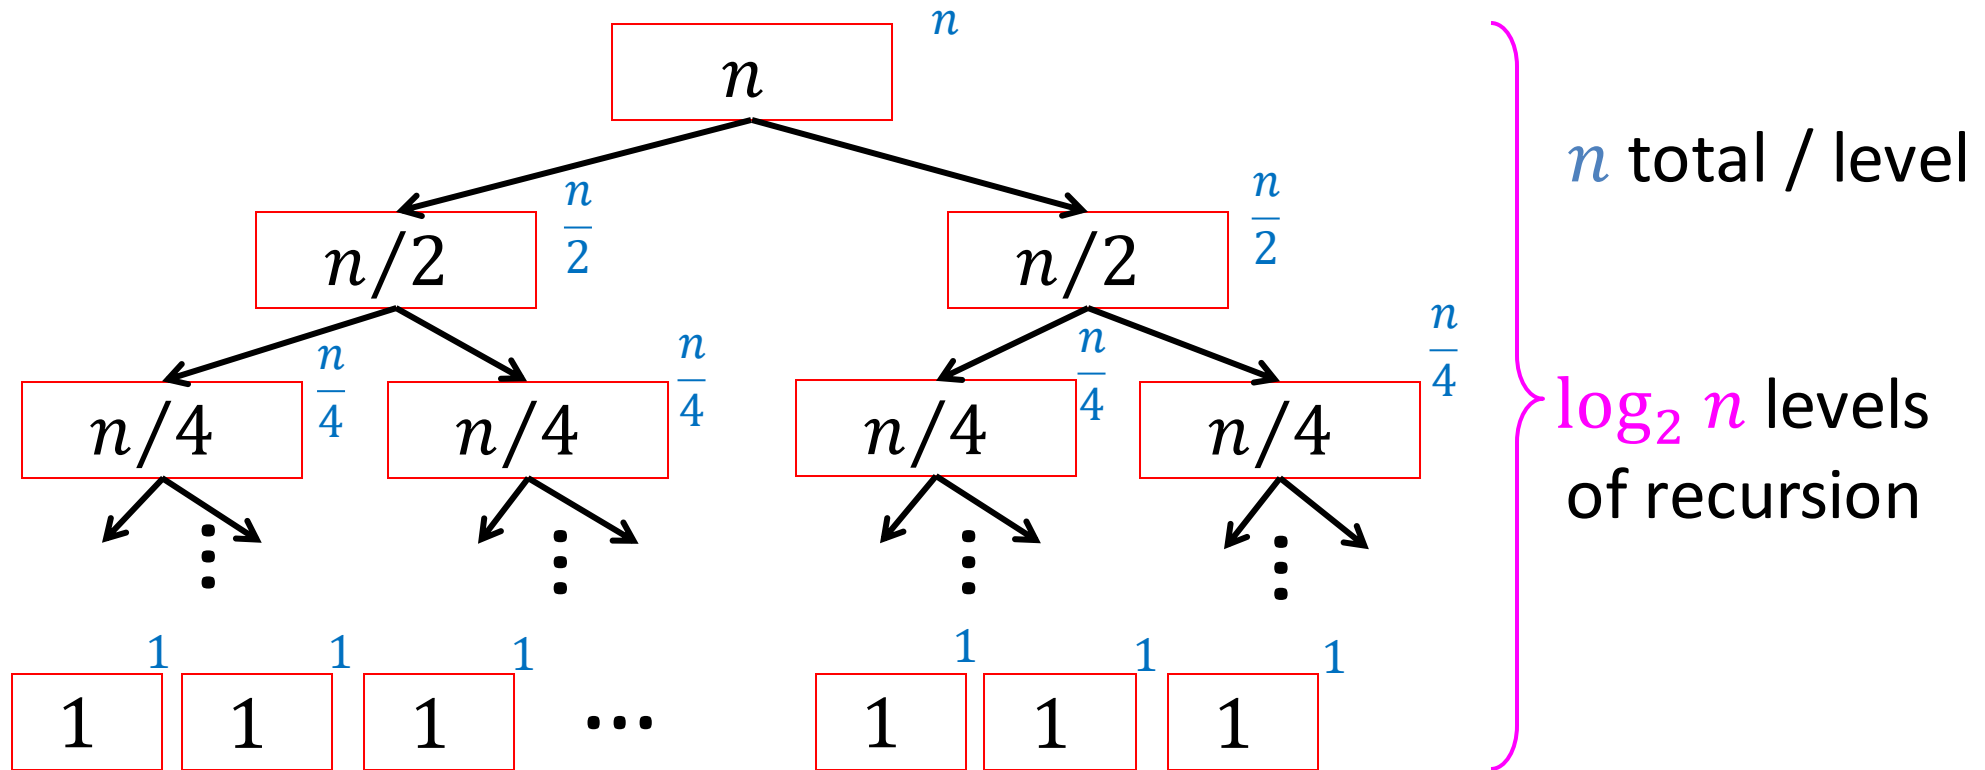 n
n
n total / level
n/2
n/2
n/2
n/2
n/4
n/4
n/4
n/4
n/4
n/4
n/4
n/4
log₂ n levels
of recursion
⋮ ⋮ ⋮ ⋮
1 1 1 1 1 1
1 1 1 ... 1 1 1